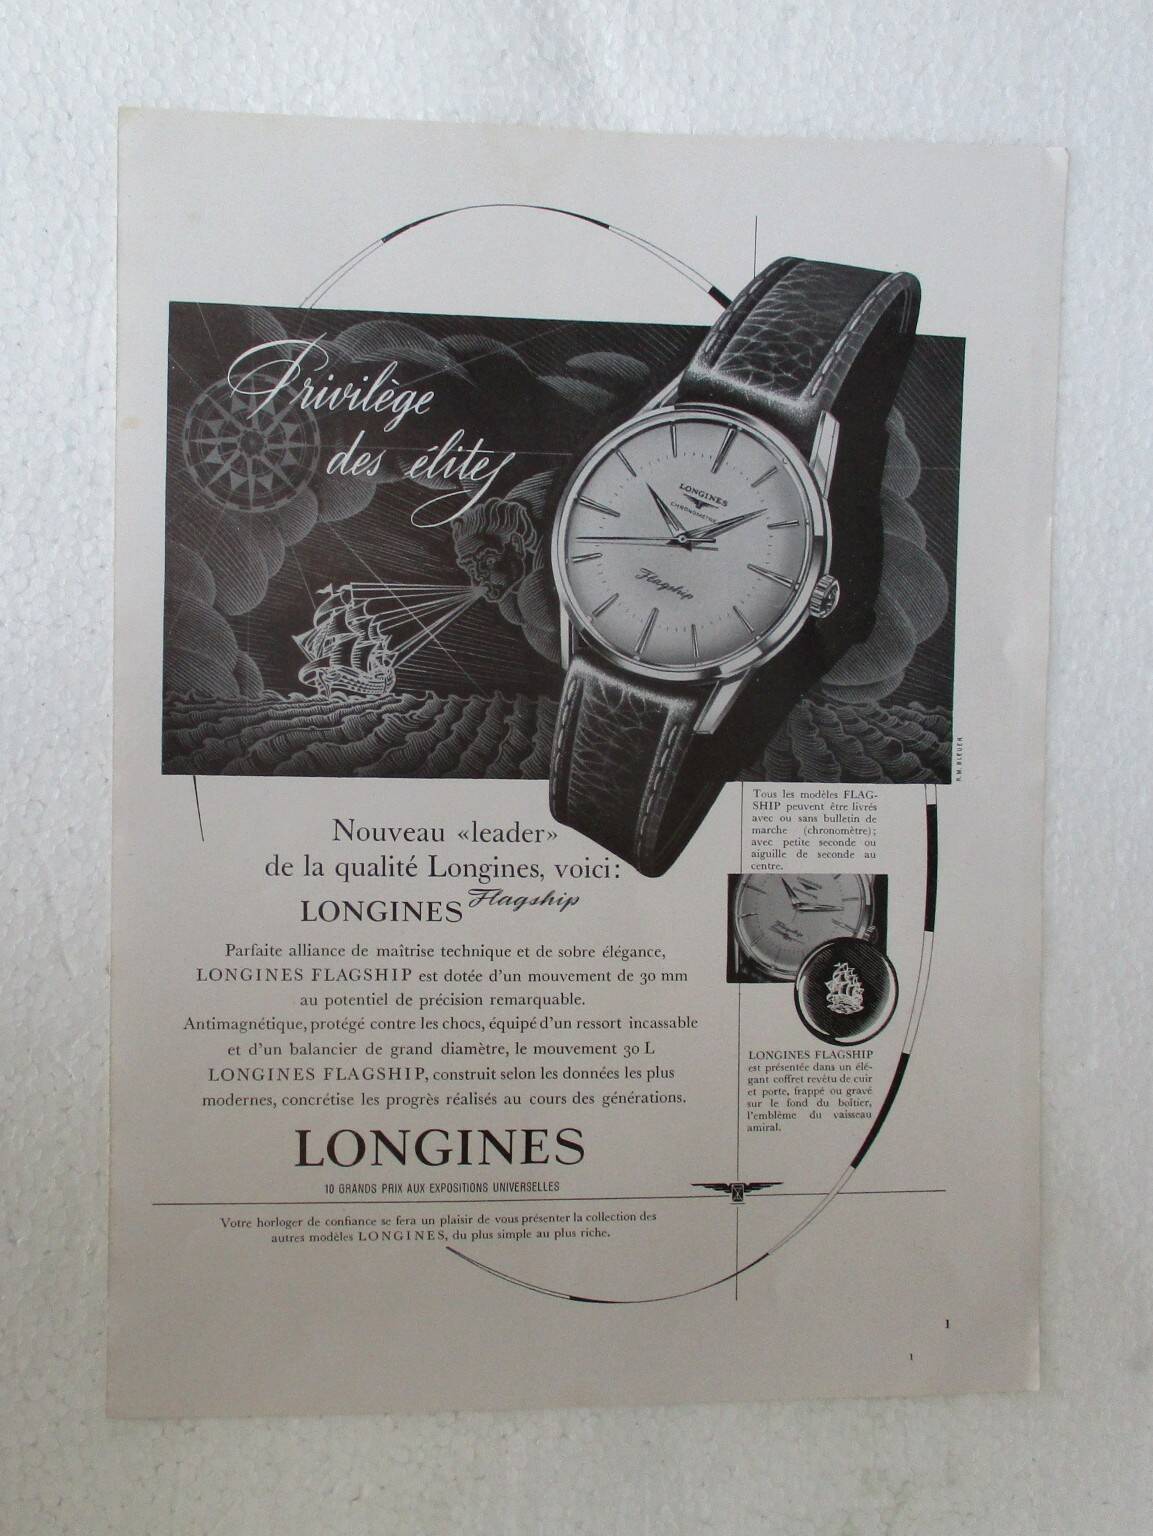 Privilège
des élites
LONGINES
CHRONOMÈTRE
Flagship
R. M. BLEUER
Nouveau «leader»
de la qualité Longines, voici:
LONGINES Flagship
Parfaite alliance de maîtrise technique et de sobre élégance,
LONGINES FLAGSHIP est dotée d'un mouvement de 30 mm
au potentiel de précision remarquable.
Antimagnétique, protégé contre les chocs, équipé d'un ressort incassable
et d'un balancier de grand diamètre, le mouvement 30 L
LONGINES FLAGSHIP, construit selon les données les plus
modernes, concrétise les progrès réalisés au cours des générations.
Tous les modèles FLAG-
SHIP peuvent être livrés
avec ou sans bulletin de
marche (chronomètre);
avec petite seconde ou
aiguille de seconde au
centre.
Flagship
LONGINES FLAGSHIP
est présentée dans un élé-
gant coffret revêtu de cuir
et porte, frappé ou gravé
sur le fond du boîtier,
l'emblème du vaisseau
amiral.
LONGINES
10 GRANDS PRIX AUX EXPOSITIONS UNIVERSELLES
Votre horloger de confiance se fera un plaisir de vous présenter la collection des
autres modèles LONGINES, du plus simple au plus riche.
1
1